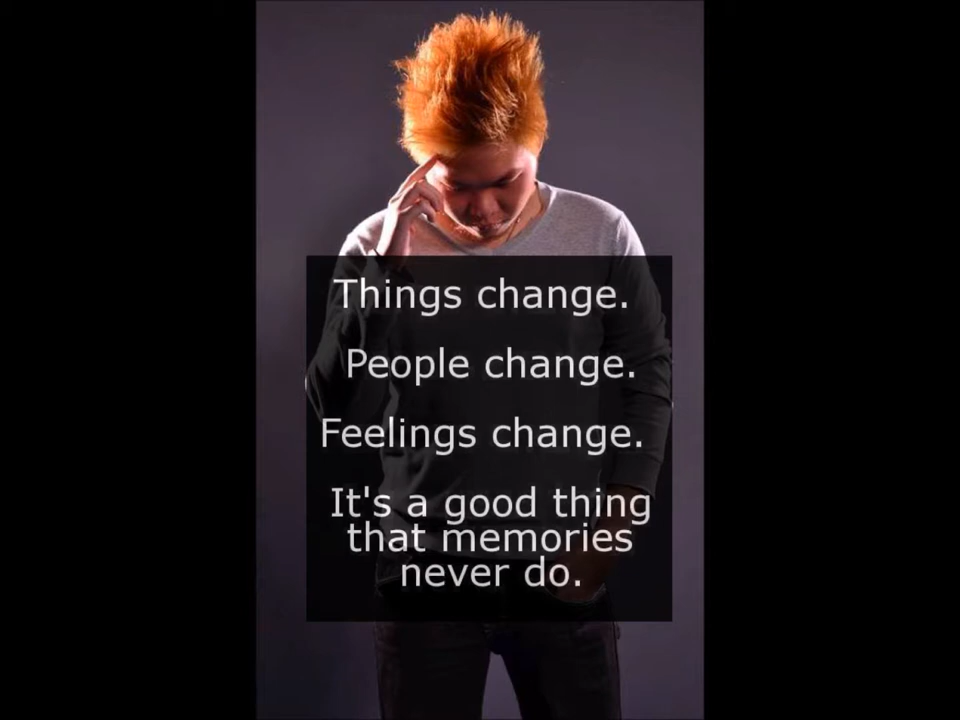 Things change.
People change.
Feelings change.
It's a good thing
that memories
never do.